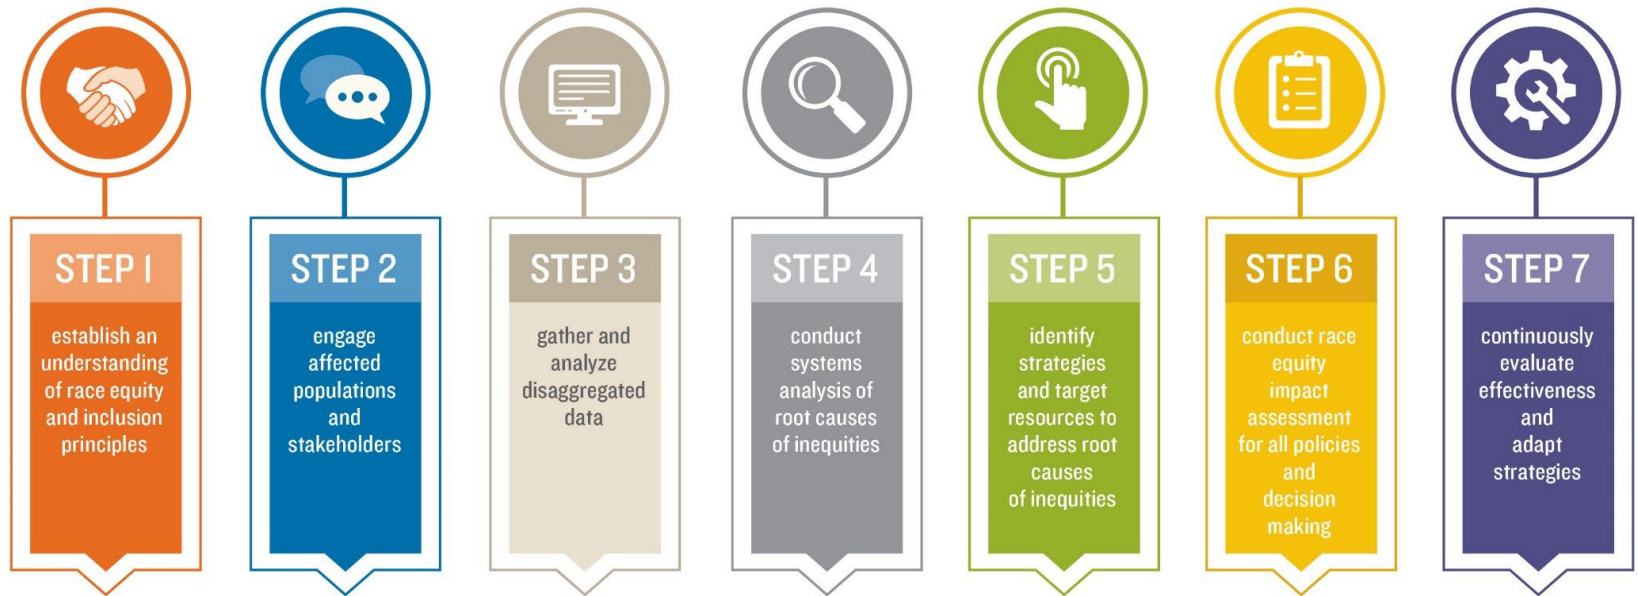 STEP 1
establish an
understanding
of race equity
and inclusion
principles
STEP 2
engage
affected
populations
and
stakeholders
STEP 3
gather and
analyze
disaggregated
data
STEP 4
conduct
systems
analysis of
root causes
of inequities
STEP 5
identify
strategies
and target
resources to
address root
causes
of inequities
STEP 6
conduct race
equity
impact
assessment
for all policies
and
decision
making
STEP 7
continuously
evaluate
effectiveness
and
adapt
strategies